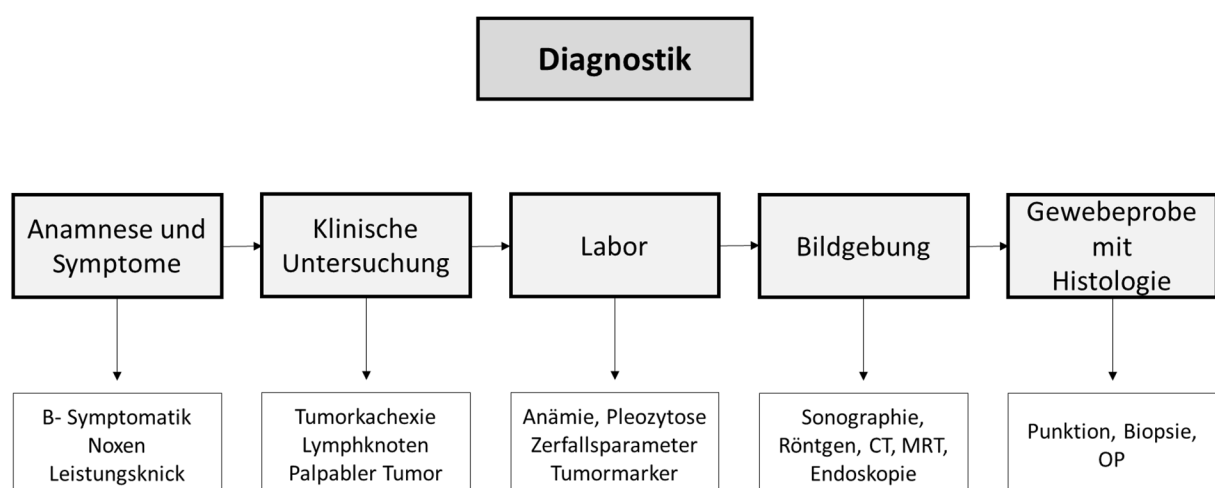 Diagnostik
Anamnese und
Symptome
Klinische
Untersuchung
Labor
Bildgebung
Gewebeprobe
mit
Histologie
B- Symptomatik
Noxen
Leistungsknick
Tumorkachexie
Lymphknoten
Palpabler Tumor
Anämie, Pleozytose
Zerfallsparameter
Tumormarker
Sonographie,
Röntgen, CT, MRT,
Endoskopie
Punktion, Biopsie,
OP